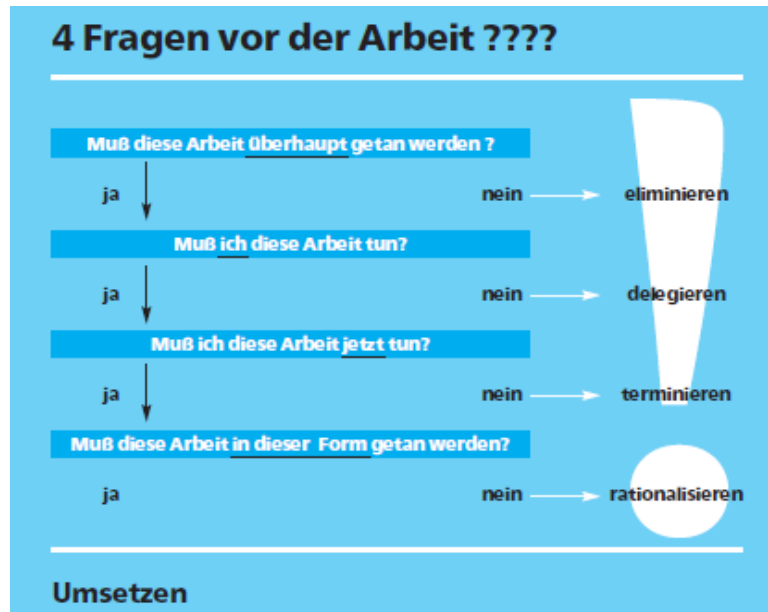 4 Fragen vor der Arbeit ????
Muß diese Arbeit überhaupt getan werden ?
ja nein eliminieren
Muß ich diese Arbeit tun?
ja nein delegieren
Muß ich diese Arbeit jetzt tun?
ja nein terminieren
Muß diese Arbeit in dieser Form getan werden?
ja nein rationalisieren
Umsetzen